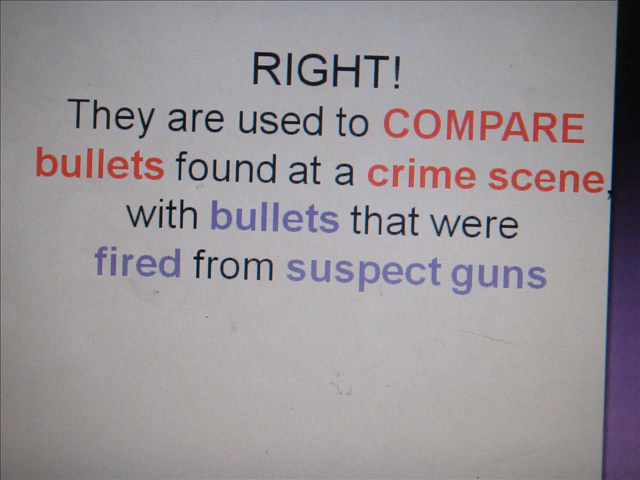 RIGHT!
They are used to COMPARE
bullets found at a crime scene,
with bullets that were
fired from suspect guns